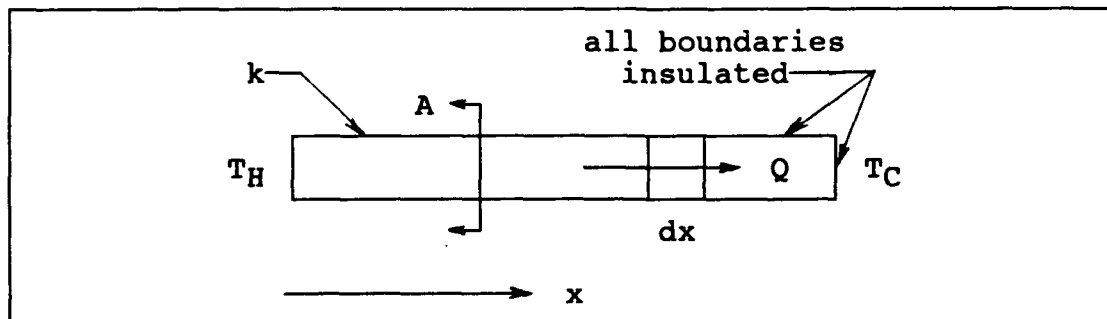 all boundaries
insulated
k
A
T_H
Q
T_C
dx
x